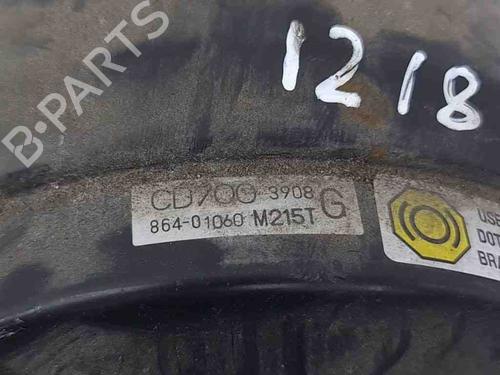 B-PARTS
1218
CD700 3908
864-01060 M215T G
USE
DOT
BRA